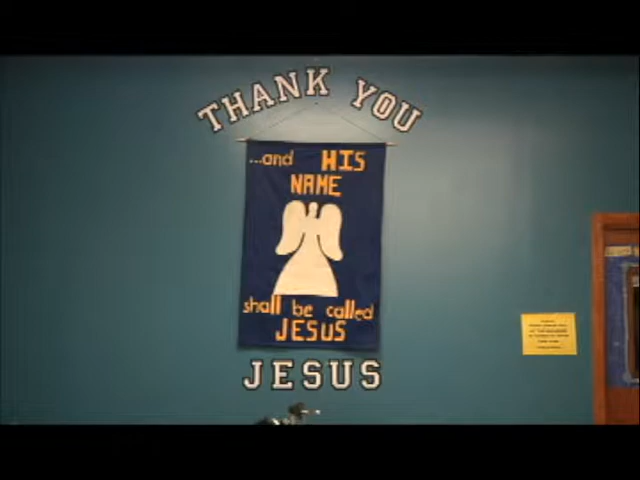 THANK YOU
...and HIS
NAME
shall be called
JESUS
JESUS